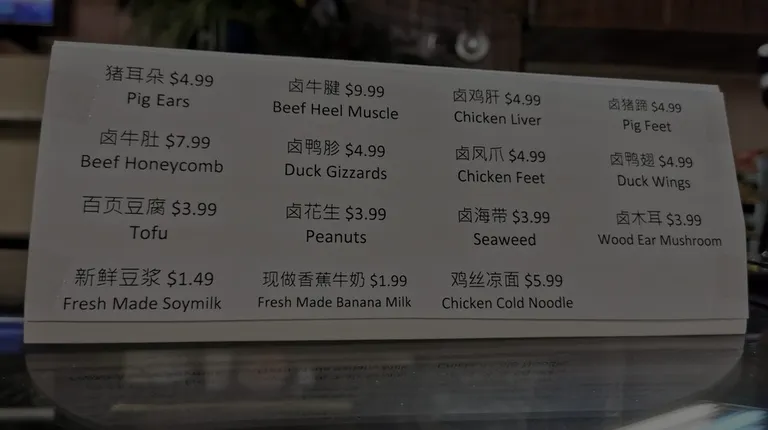 猪耳朵 $4.99
Pig Ears
卤牛腱 $9.99
Beef Heel Muscle
卤鸡肝 $4.99
Chicken Liver
卤猪蹄 $4.99
Pig Feet
卤牛肚 $7.99
Beef Honeycomb
卤鸭胗 $4.99
Duck Gizzards
卤凤爪 $4.99
Chicken Feet
卤鸭翅 $4.99
Duck Wings
百页豆腐 $3.99
Tofu
卤花生 $3.99
Peanuts
卤海带 $3.99
Seaweed
卤木耳 $3.99
Wood Ear Mushroom
新鲜豆浆 $1.49
Fresh Made Soymilk
现做香蕉牛奶 $1.99
Fresh Made Banana Milk
鸡丝凉面 $5.99
Chicken Cold Noodle